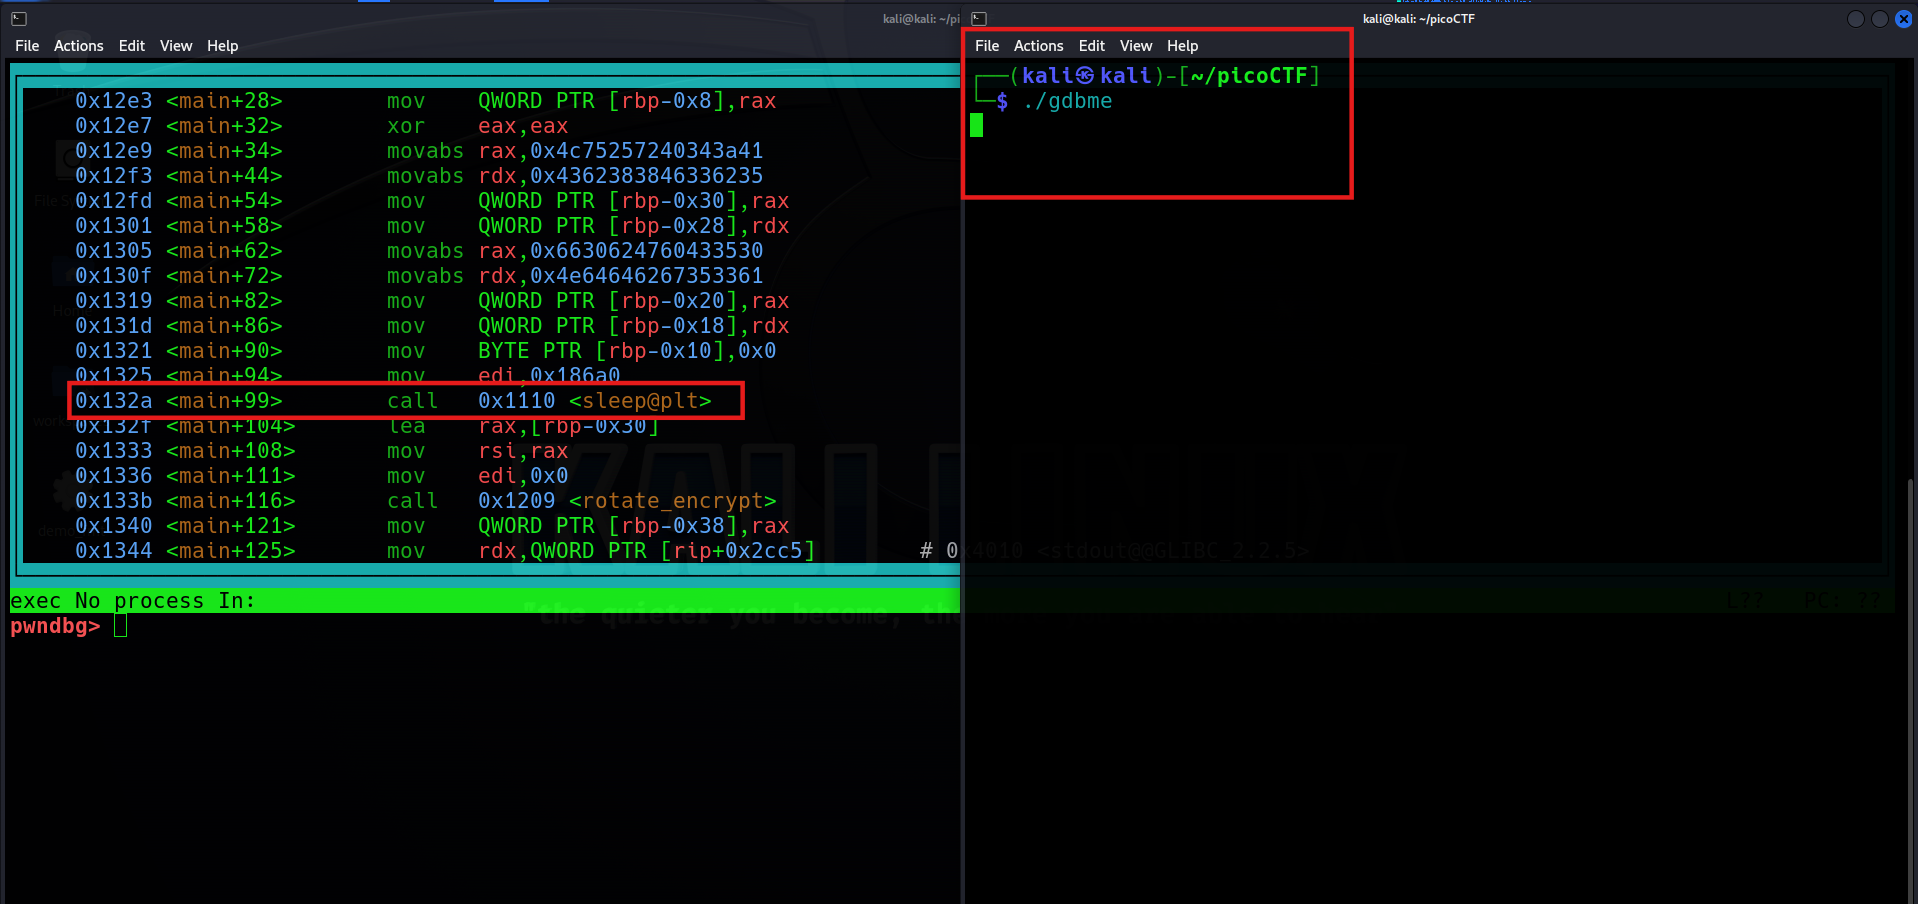 kali@kali: ~/pi
File Actions Edit View Help
0x12e3 <main+28> mov QWORD PTR [rbp-0x8],rax
0x12e7 <main+32> xor eax,eax
0x12e9 <main+34> movabs rax,0x4c75257240343a41
0x12f3 <main+44> movabs rdx,0x4362383846336235
0x12fd <main+54> mov QWORD PTR [rbp-0x30],rax
0x1301 <main+58> mov QWORD PTR [rbp-0x28],rdx
0x1305 <main+62> movabs rax,0x6630624760433530
0x130f <main+72> movabs rdx,0x4e64646267353361
0x1319 <main+82> mov QWORD PTR [rbp-0x20],rax
0x131d <main+86> mov QWORD PTR [rbp-0x18],rdx
0x1321 <main+90> mov BYTE PTR [rbp-0x10],0x0
0x1325 <main+94> mov edi,0x186a0
0x132a <main+99> call 0x1110 <sleep@plt>
0x132f <main+104> lea rax,[rbp-0x30]
0x1333 <main+108> mov rsi,rax
0x1336 <main+111> mov edi,0x0
0x133b <main+116> call 0x1209 <rotate_encrypt>
0x1340 <main+121> mov QWORD PTR [rbp-0x38],rax
0x1344 <main+125> mov rdx,QWORD PTR [rip+0x2cc5] # 0x4010 <stdout@@GLIBC_2.2.5>
exec No process In: L?? PC: ??
pwndbg>
"the quieter you become, the
kali@kali: ~/picoCTF
File Actions Edit View Help
┌──(kali㉿kali)-[~/picoCTF]
└─$ ./gdbme